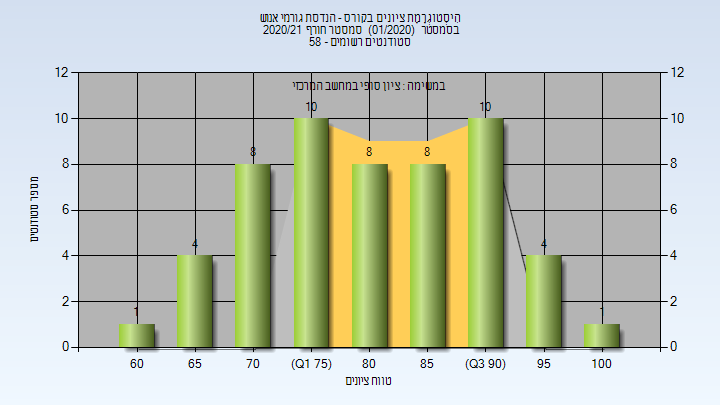 היסטוגרמת ציונים בקורס - הנדסת גורמי אנוש
בסמסטר (01/2020) סמסטר חורף 2020/21
סטודנטים רשומים - 58
במשימה : ציון סופי במחשב המרכזי
12 12
10 10
8 8
6 6
4 4
2 2
0 0
1 4 8 10 8 8 10 4 1
מספר סטודנטים
60 65 70 (Q1 75) 80 85 (Q3 90) 95 100
טווח ציונים